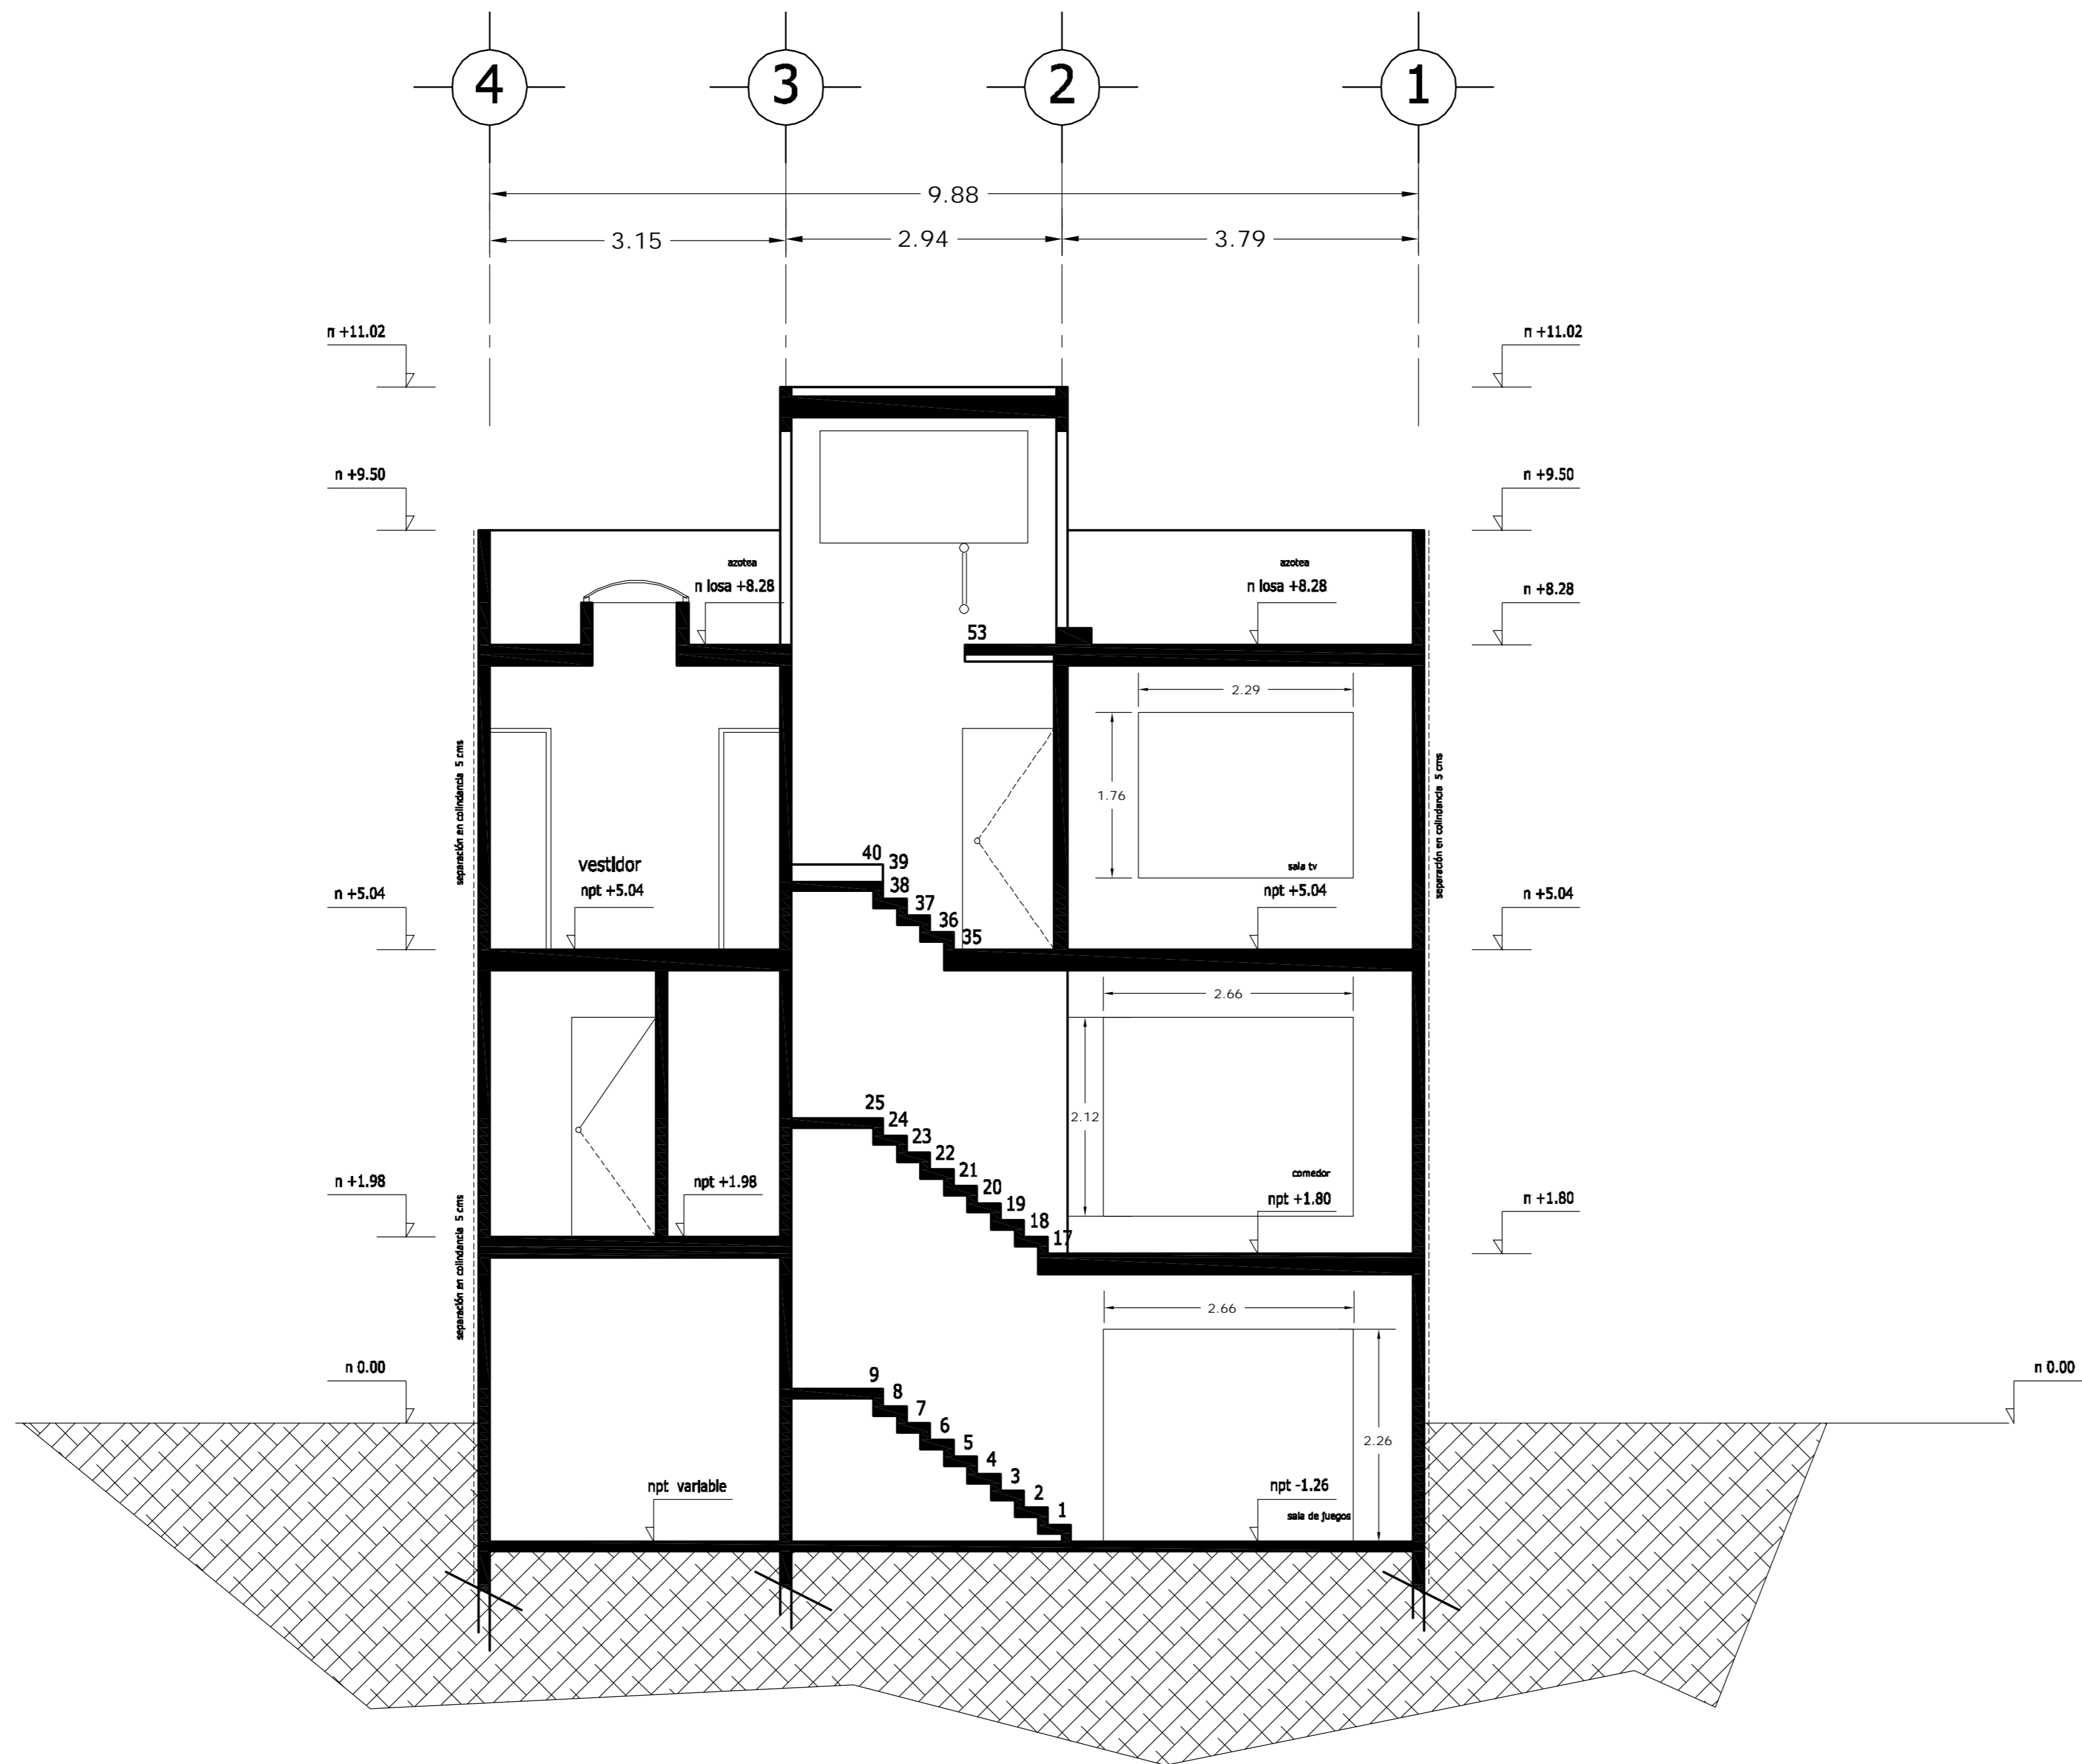 4 3 2 1
9.88
3.15 2.94 3.79
n +11.02 n +11.02
n +9.50 n +9.50
azotea azotea
n losa +8.28 n losa +8.28 n +8.28
53
2.29
1.76
separación en colindancia 5 cms
separación en colindancia 5 cms
40
39
38
37
36
35
vestidor
npt +5.04
sala tv
npt +5.04
n +5.04 n +5.04
2.66
2.12
25
24
23
22
21
20
19
18
17
comedor
npt +1.80
n +1.98 npt +1.98 n +1.80
separación en colindancia 5 cms
2.66
2.26
n 0.00 n 0.00
9
8
7
6
5
4
3
2
1
npt variable
npt -1.26
sala de juegos